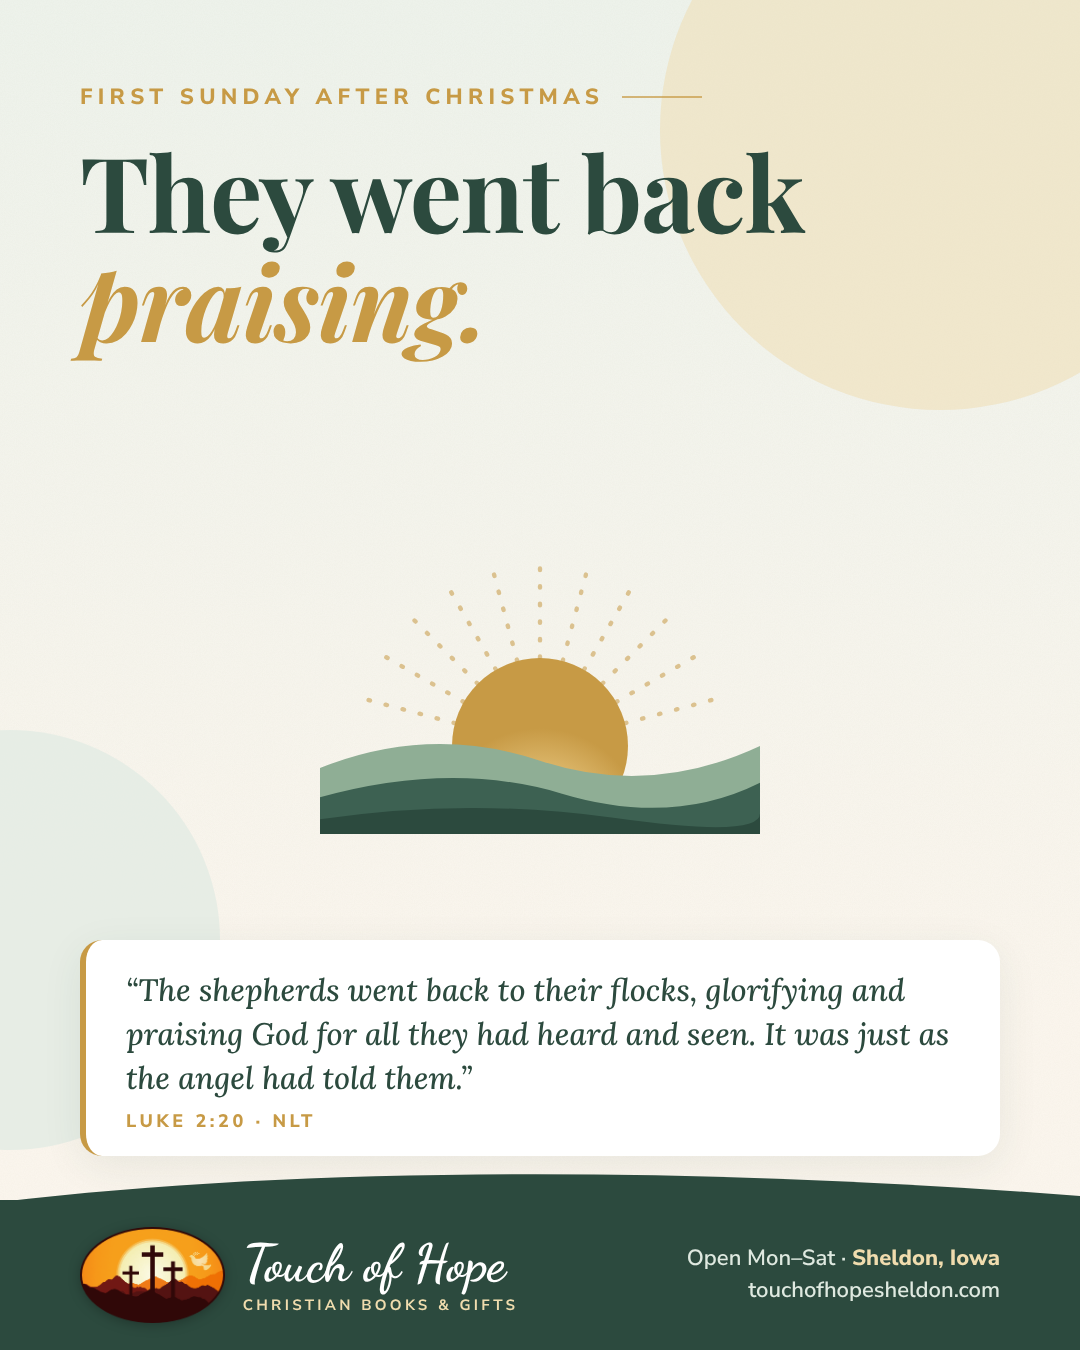 FIRST SUNDAY AFTER CHRISTMAS
They went back
praising.
“The shepherds went back to their flocks, glorifying and
praising God for all they had heard and seen. It was just as
the angel had told them.”
LUKE 2:20 · NLT
Touch of Hope
CHRISTIAN BOOKS & GIFTS
Open Mon–Sat · Sheldon, Iowa
touchofhopesheldon.com